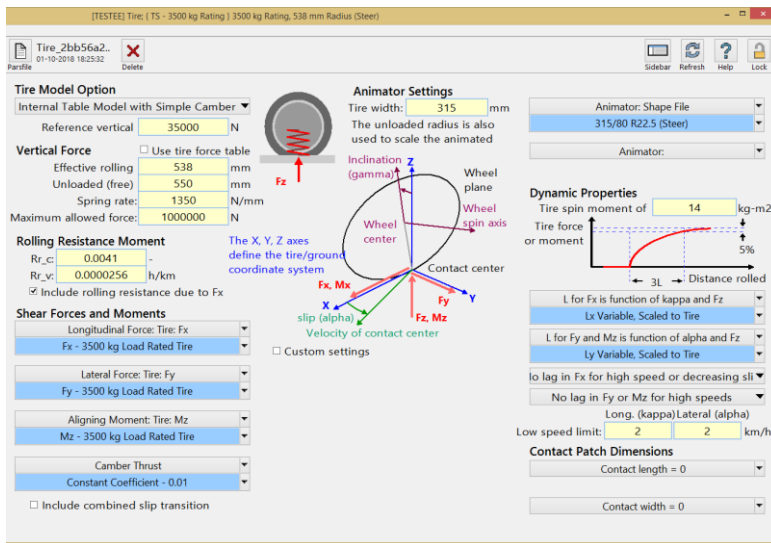 [TESTEE] Tire; { TS - 3500 kg Rating } 3500 kg Rating, 538 mm Radius (Steer)
Parsfile
Tire_2bb56a2..
01-10-2018 18:25:32
Delete
Sidebar
Refresh
Help
Lock
Tire Model Option
Internal Table Model with Simple Camber
Reference vertical 35000 N
Vertical Force
Use tire force table
Effective rolling 538 mm
Unloaded (free) 550 mm
Spring rate: 1350 N/mm
Maximum allowed force: 1000000 N
Rolling Resistance Moment
Rr_c: 0.0041 -
Rr_v: 0.0000256 h/km
Include rolling resistance due to Fx
Shear Forces and Moments
Longitudinal Force: Tire: Fx
Fx - 3500 kg Load Rated Tire
Lateral Force: Tire: Fy
Fy - 3500 kg Load Rated Tire
Aligning Moment: Tire: Mz
Mz - 3500 kg Load Rated Tire
Camber Thrust
Constant Coefficient - 0.01
Include combined slip transition
Fz
Animator Settings
Tire width: 315 mm
The unloaded radius is also
used to scale the animated
Inclination
(gamma)
Z
Wheel
plane
Wheel
spin axis
Wheel
center
The X, Y, Z axes
define the tire/ground
coordinate system
Contact center
Fx, Mx
Fy
Y
X
Fz, Mz
slip (alpha)
Velocity of contact center
Custom settings
Animator: Shape File
315/80 R22.5 (Steer)
Animator:
Dynamic Properties
Tire spin moment of 14 kg-m2
Tire force
or moment
5%
3L
Distance rolled
L for Fx is function of kappa and Fz
Lx Variable, Scaled to Tire
L for Fy and Mz is function of alpha and Fz
Ly Variable, Scaled to Tire
lo lag in Fx for high speed or decreasing sli
No lag in Fy or Mz for high speeds
Long. (kappa) Lateral (alpha)
Low speed limit: 2 2 km/h
Contact Patch Dimensions
Contact length = 0
Contact width = 0